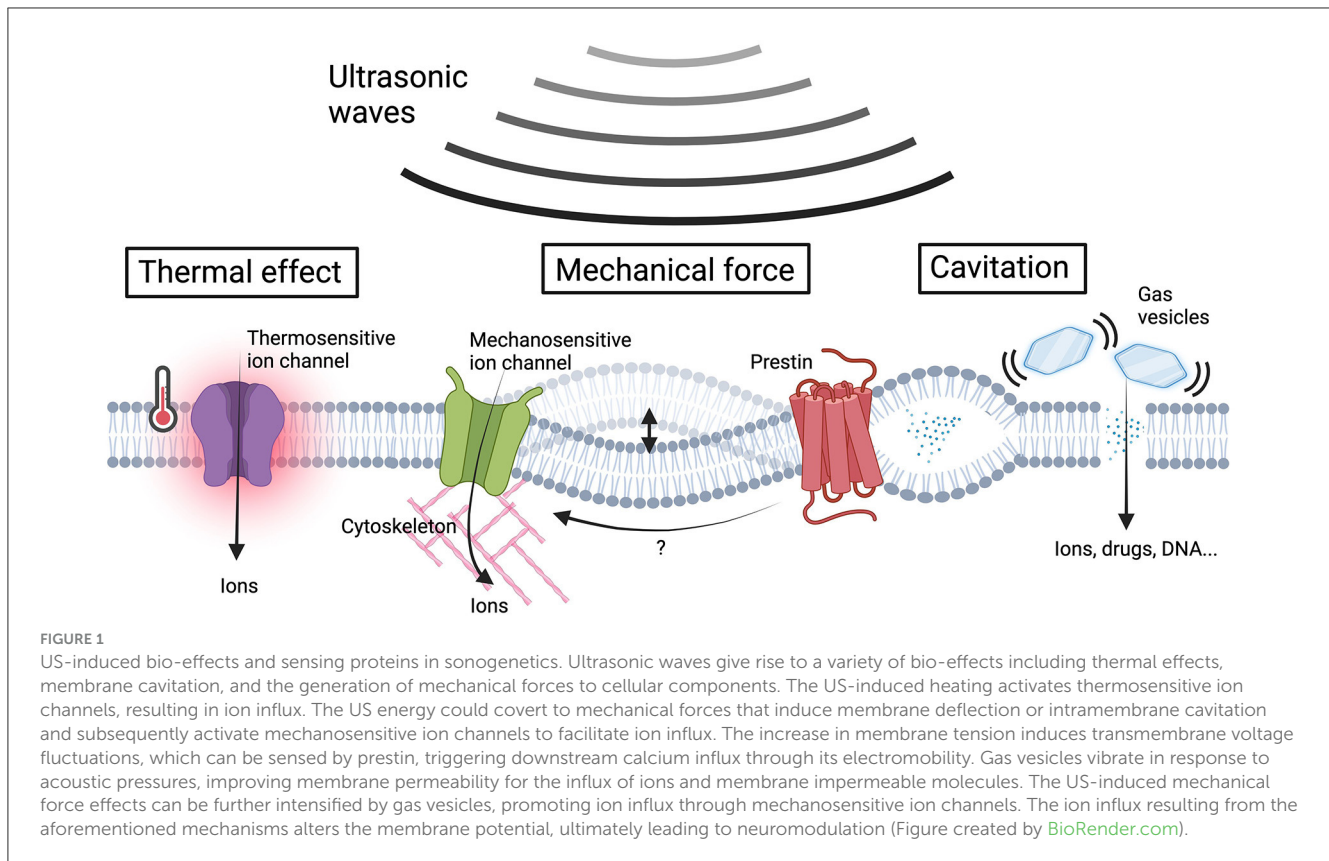 Ultrasonic
waves
Thermal effect
Mechanical force
Cavitation
Thermosensitive
ion channel
Mechanosensitive
ion channel
Prestin
Gas
vesicles
Cytoskeleton
?
Ions
Ions
Ions, drugs, DNA...
FIGURE 1
US-induced bio-effects and sensing proteins in sonogenetics. Ultrasonic waves give rise to a variety of bio-effects including thermal effects,
membrane cavitation, and the generation of mechanical forces to cellular components. The US-induced heating activates thermosensitive ion
channels, resulting in ion influx. The US energy could covert to mechanical forces that induce membrane deflection or intramembrane cavitation
and subsequently activate mechanosensitive ion channels to facilitate ion influx. The increase in membrane tension induces transmembrane voltage
fluctuations, which can be sensed by prestin, triggering downstream calcium influx through its electromobility. Gas vesicles vibrate in response to
acoustic pressures, improving membrane permeability for the influx of ions and membrane impermeable molecules. The US-induced mechanical
force effects can be further intensified by gas vesicles, promoting ion influx through mechanosensitive ion channels. The ion influx resulting from the
aforementioned mechanisms alters the membrane potential, ultimately leading to neuromodulation (Figure created by BioRender.com).